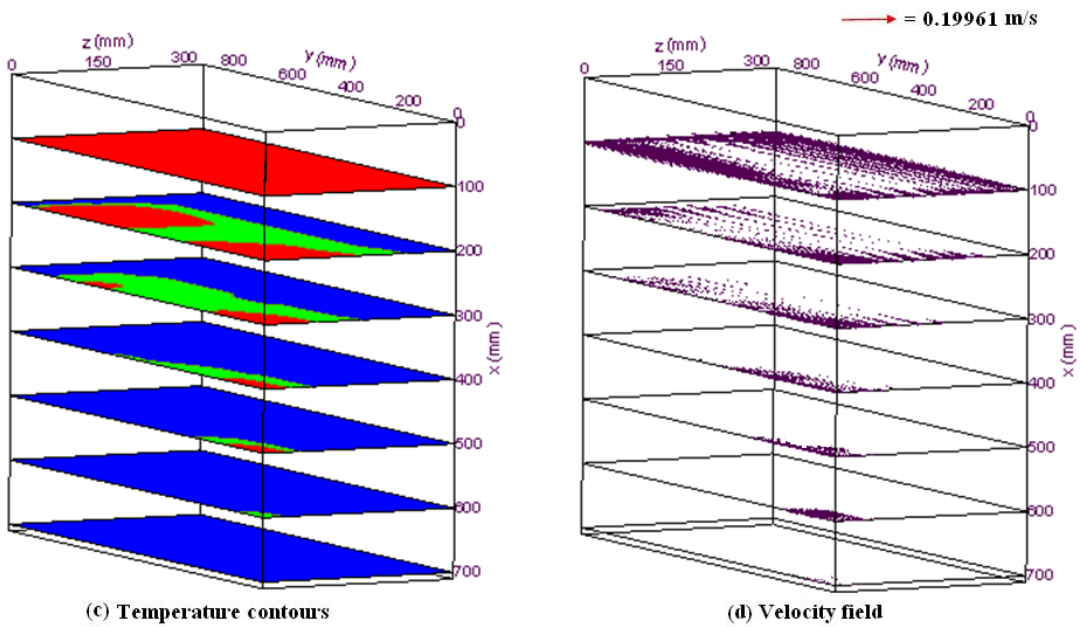 = 0.19961 m/s
z (mm)
0 150 300
y (mm)
800 600 400 200 0
0
100
200
300
400
500
600
700
x (mm)
(c) Temperature contours
z (mm)
0 150 300
y (mm)
800 600 400 200 0
0
100
200
300
400
500
600
700
x (mm)
(d) Velocity field